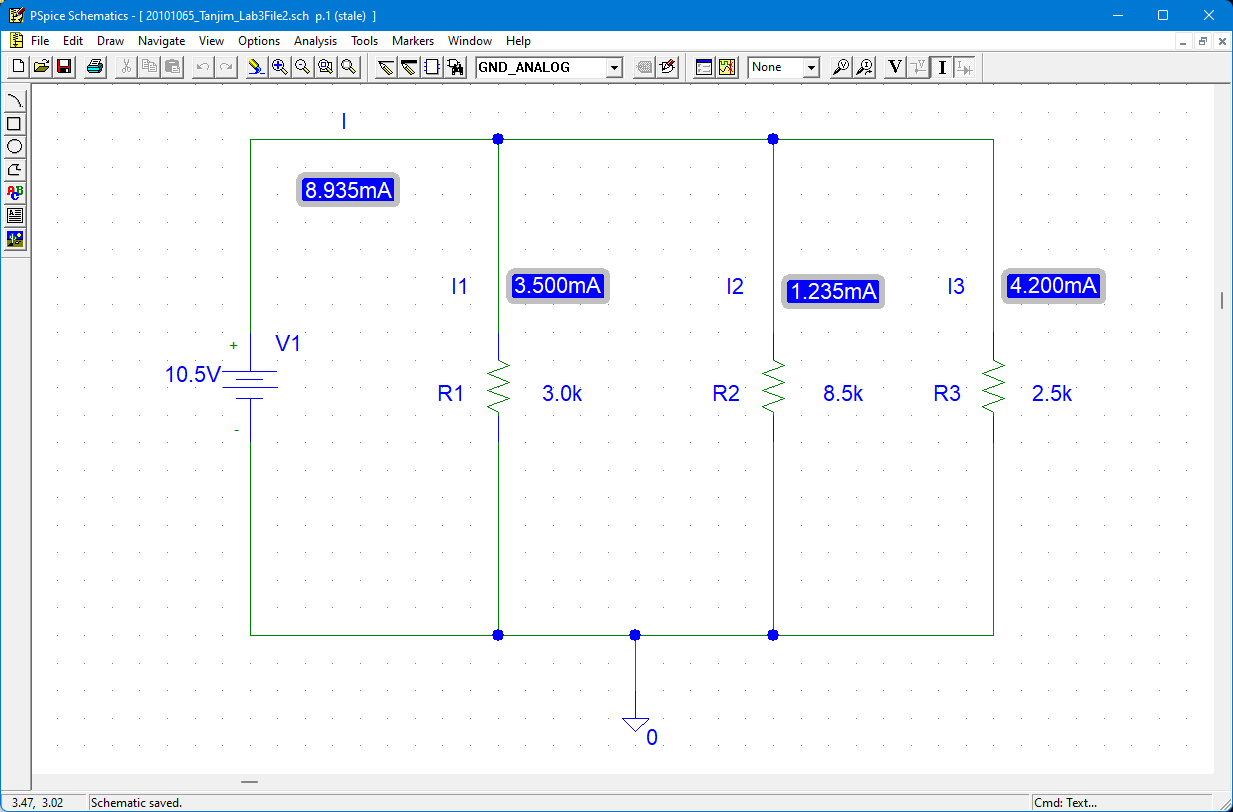 PSpice Schematics - [ 20101065_Tanjim_Lab3File2.sch p.1 (stale) ]
File Edit Draw Navigate View Options Analysis Tools Markers Window Help
GND_ANALOG None V V I I
ABC
I
8.935mA
I1 3.500mA I2 1.235mA I3 4.200mA
+ V1
10.5V
R1 3.0k R2 8.5k R3 2.5k
-
0
3.47, 3.02 Schematic saved. Cmd: Text...